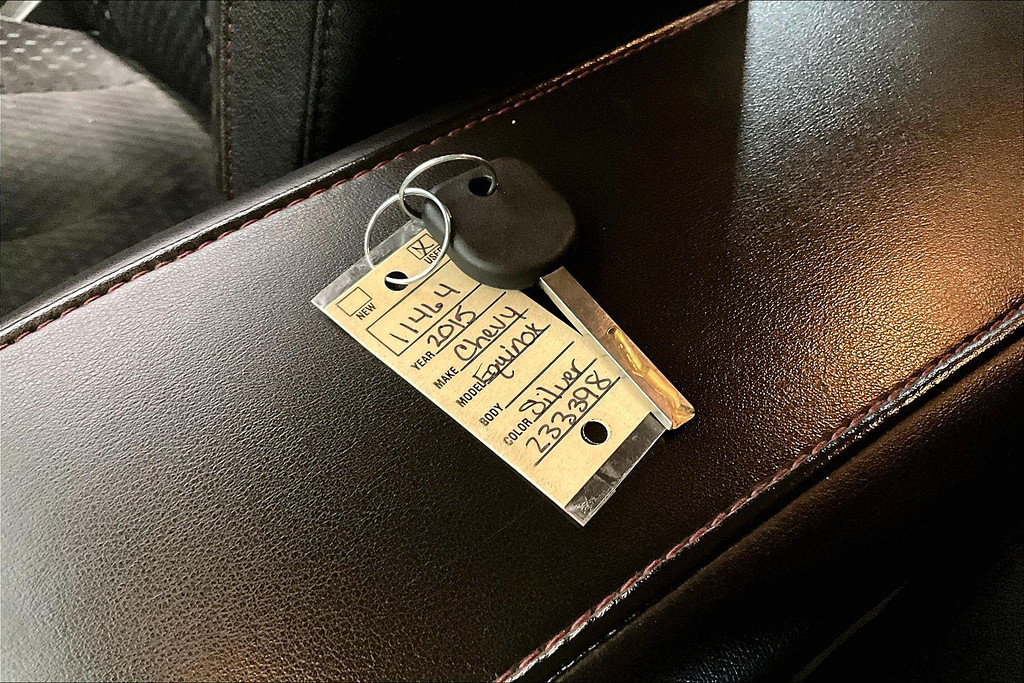 NEW X USED
11464
YEAR 2015
MAKE Chevy
MODEL Equinox
BODY
COLOR Silver
233398